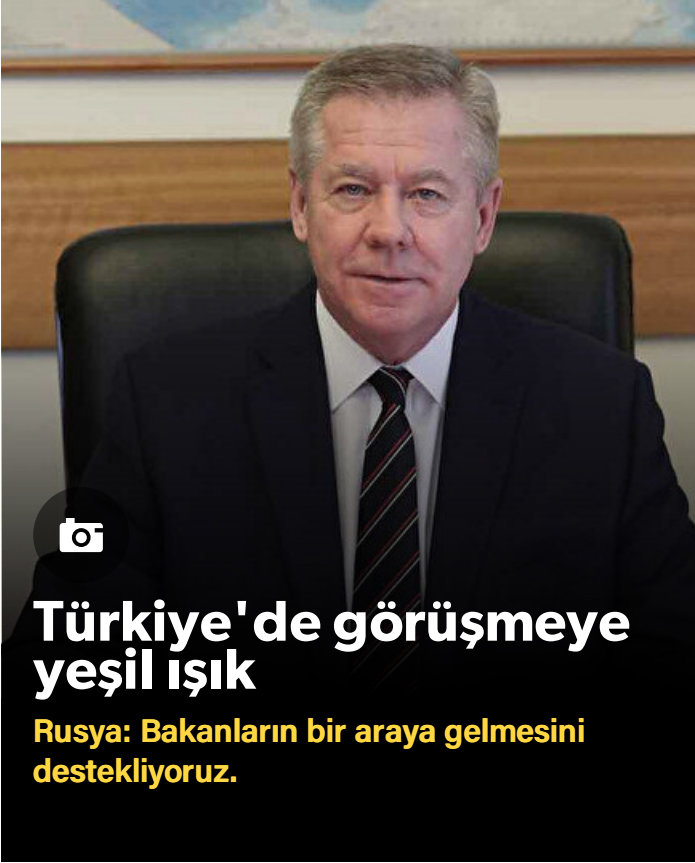 Türkiye'de görüşmeye
yeşil ışık
Rusya: Bakanların bir araya gelmesini
destekliyoruz.